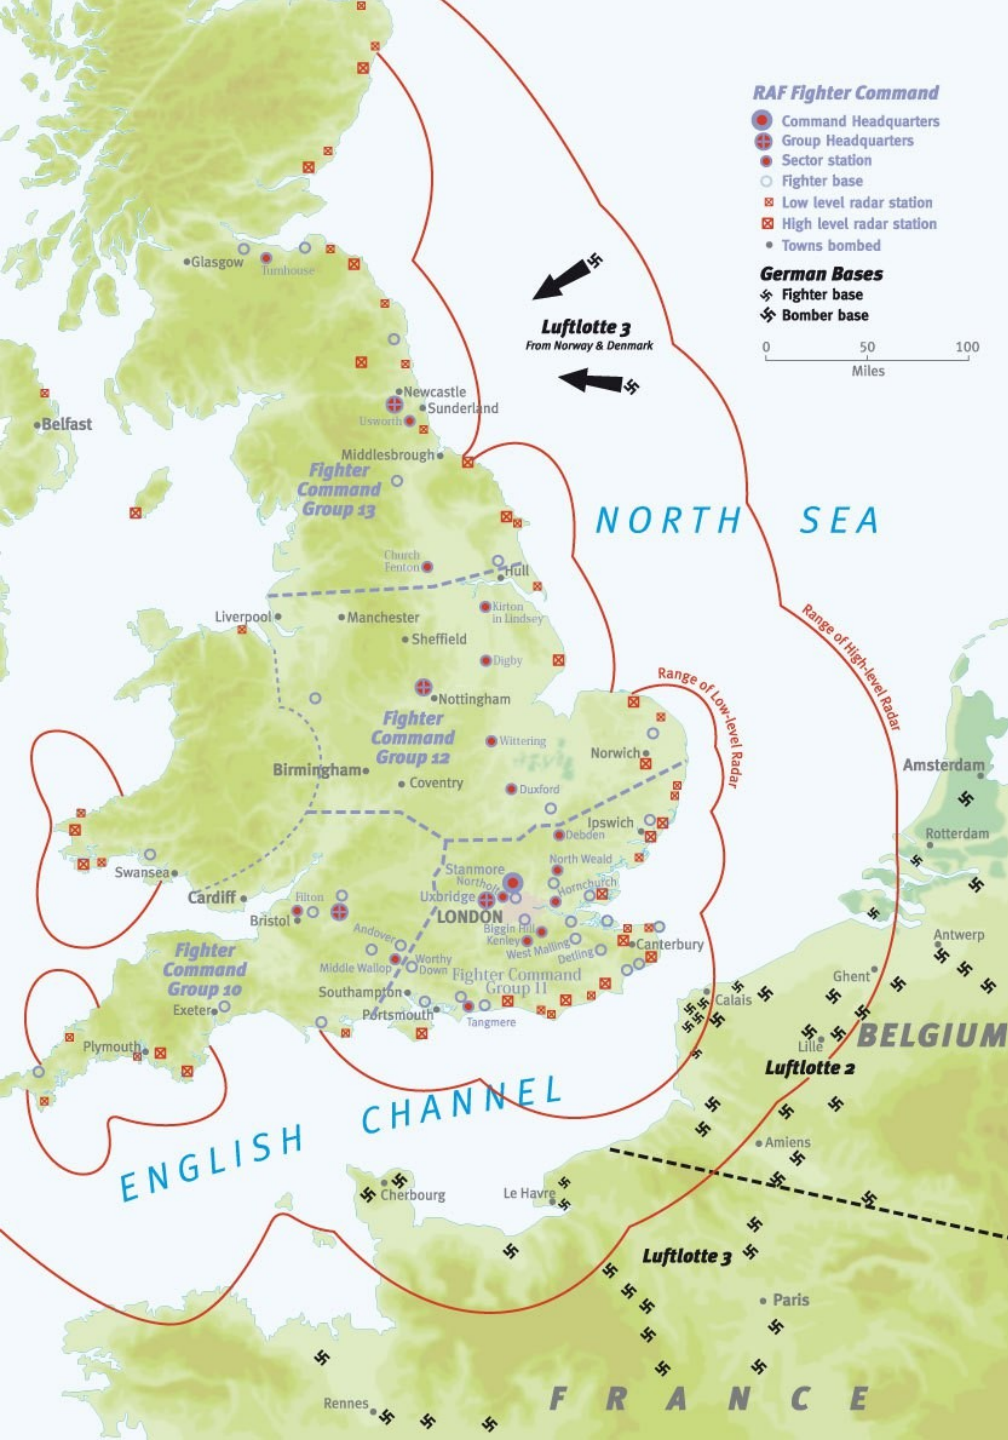 RAF Fighter Command
Command Headquarters
Group Headquarters
Sector station
Fighter base
Low level radar station
High level radar station
Towns bombed
German Bases
Fighter base
Bomber base
0 50 100
Miles
Glasgow
Turnhouse
Luftlotte 3
From Norway & Denmark
Newcastle
Sunderland
Usworth
Belfast
Middlesbrough
Fighter
Command
Group 13
NORTH SEA
Church
Fenton
Hull
Liverpool
Manchester
Kirton
in Lindsey
Sheffield
Digby
Range of High-level Radar
Range of Low-level Radar
Nottingham
Fighter
Command
Group 12
Wittering
Norwich
Birmingham
Coventry
Duxford
Amsterdam
Rotterdam
Ipswich
Debden
Stanmore
North Weald
Swansea
Northolt
Hornchurch
Cardiff
Filton
Uxbridge
LONDON
Bristol
Andover
Biggin Hill
Kenley
West Malling
Detling
Canterbury
Antwerp
Fighter
Command
Group 10
Middle Wallop
Worthy
Down
Fighter Command
Group 11
Ghent
Exeter
Southampton
Portsmouth
Tangmere
Calais
Plymouth
Lille
BELGIUM
Luftlotte 2
ENGLISH CHANNEL
Amiens
Cherbourg
Le Havre
Luftlotte 3
Paris
Rennes
FRANCE